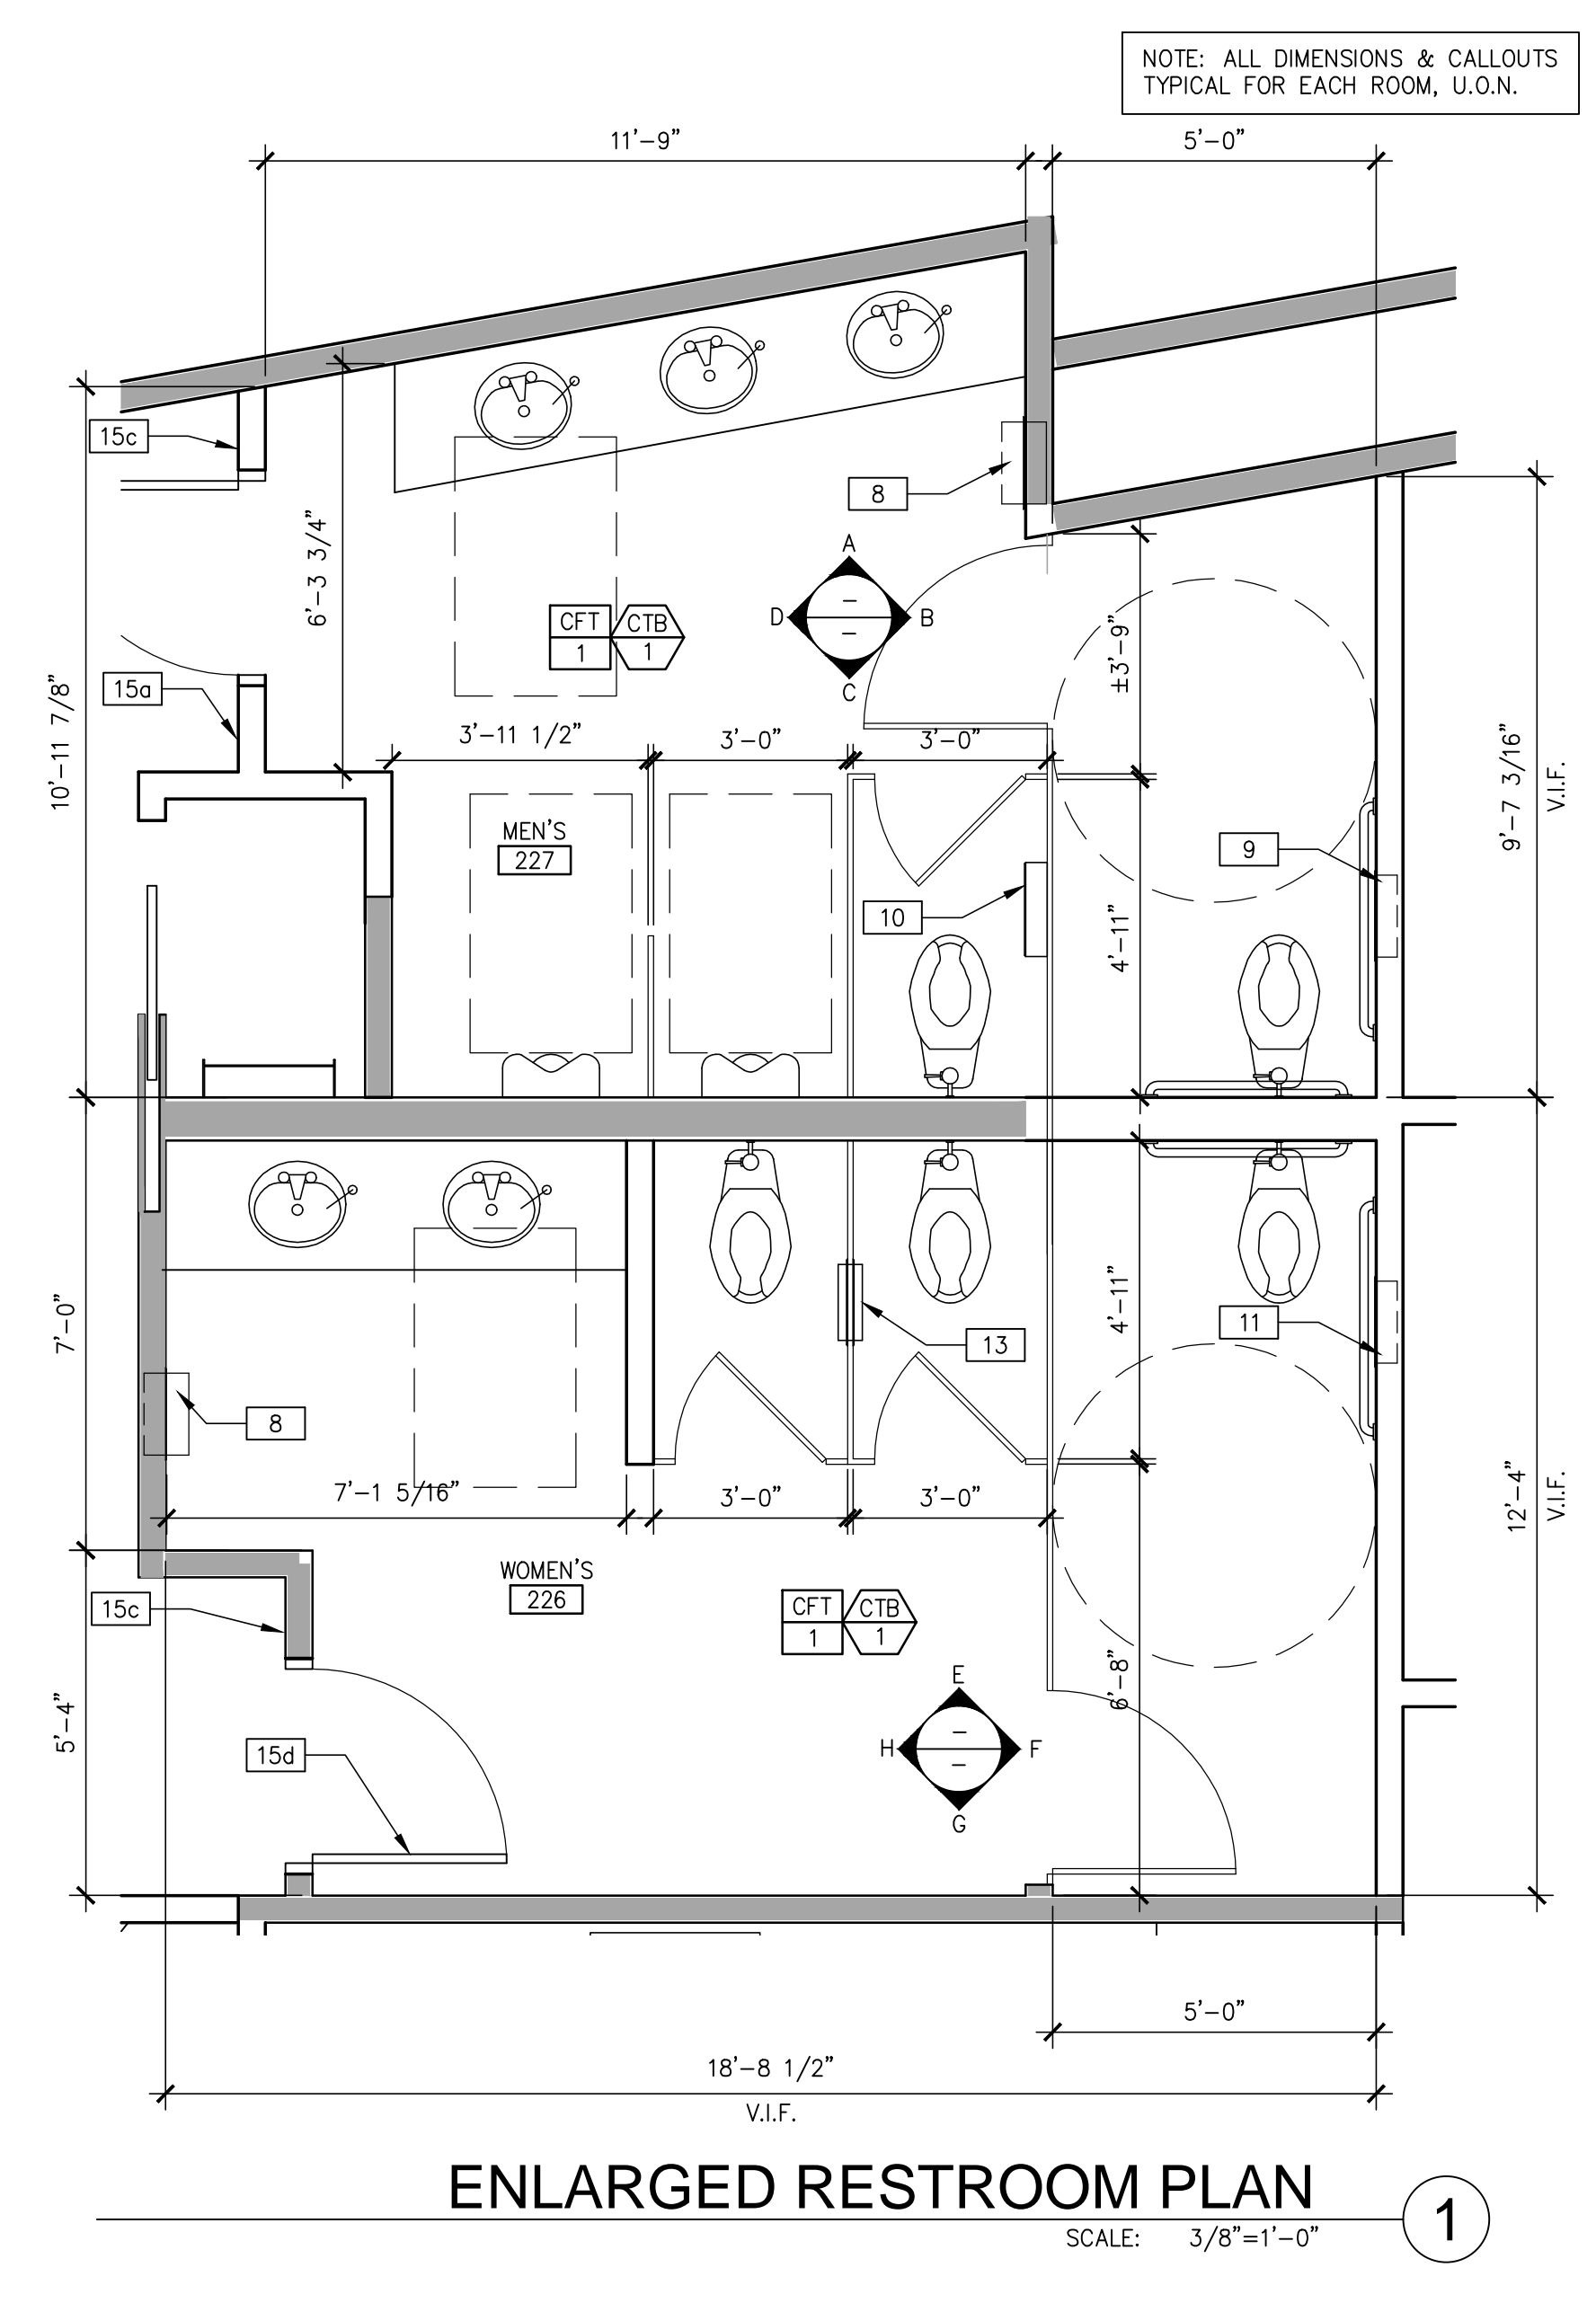 NOTE: ALL DIMENSIONS & CALLOUTS
TYPICAL FOR EACH ROOM, U.O.N.
11'-9"
5'-0"
15c
8
6'-3 3/4"
A
D
B
C
–
–
CFT
1
CTB
1
±3'-9"
15a
10'-11 7/8"
3'-11 1/2"
3'-0"
3'-0"
9'-7 3/16"
V.I.F.
MEN'S
227
9
10
4'-11"
7'-0"
4'-11"
11
13
8
7'-1 5/16"
3'-0"
3'-0"
12'-4"
V.I.F.
WOMEN'S
226
15c
CFT
1
CTB
1
6'-8"
5'-4"
E
H
F
G
–
–
15d
5'-0"
18'-8 1/2"
V.I.F.
ENLARGED RESTROOM PLAN
1
SCALE: 3/8"=1'-0"